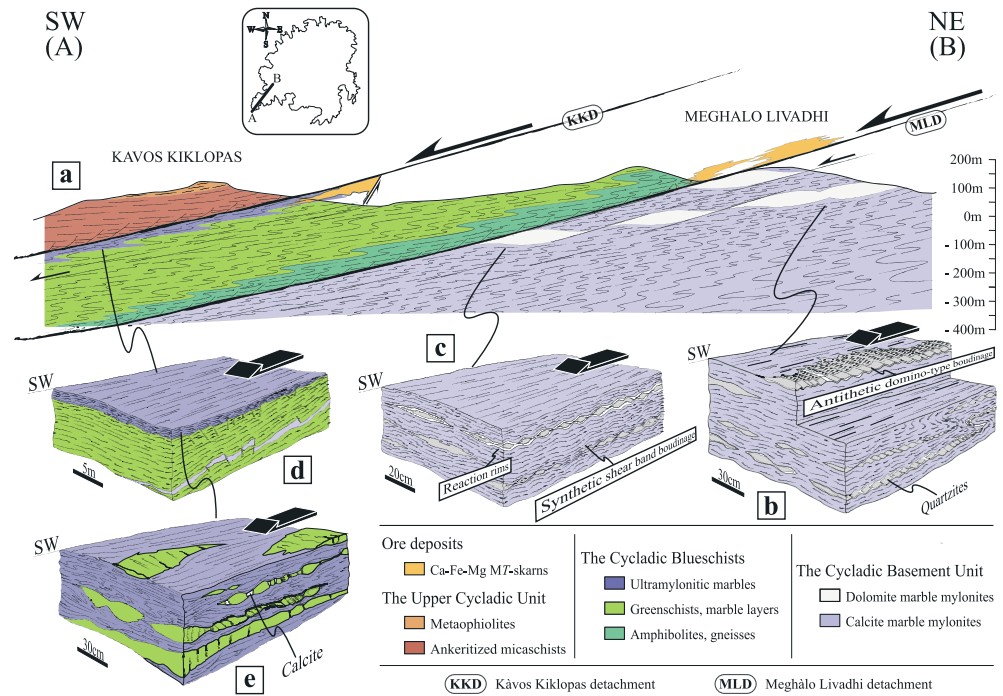 SW
(A)
NE
(B)
N
W E
S
B
A
KKD
MEGHALO LIVADHI
MLD
KAVOS KIKLOPAS
a
200m
100m
0m
- 100m
- 200m
- 300m
- 400m
SW
5m
d
c
SW
20cm
Reaction rims
Synthetic shear band boudinage
SW
Antithetic domino-type boudinage
30cm
b
Quartzites
SW
30cm
e
Calcite
Ore deposits
Ca-Fe-Mg MT-skarns
The Upper Cycladic Unit
Metaophiolites
Ankeritized micaschists
The Cycladic Blueschists
Ultramylonitic marbles
Greenschists, marble layers
Amphibolites, gneisses
The Cycladic Basement Unit
Dolomite marble mylonites
Calcite marble mylonites
KKD Kàvos Kiklopas detachment
MLD Meghàlo Livadhi detachment